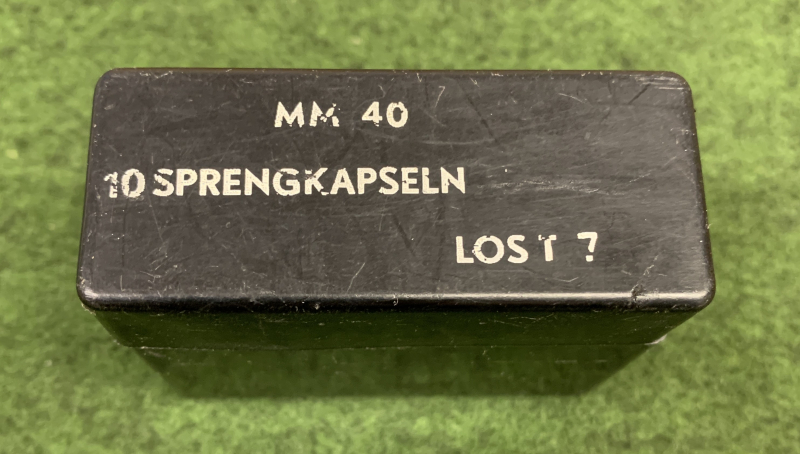 MM 40
10 SPRENGKAPSELN
LOS T 7